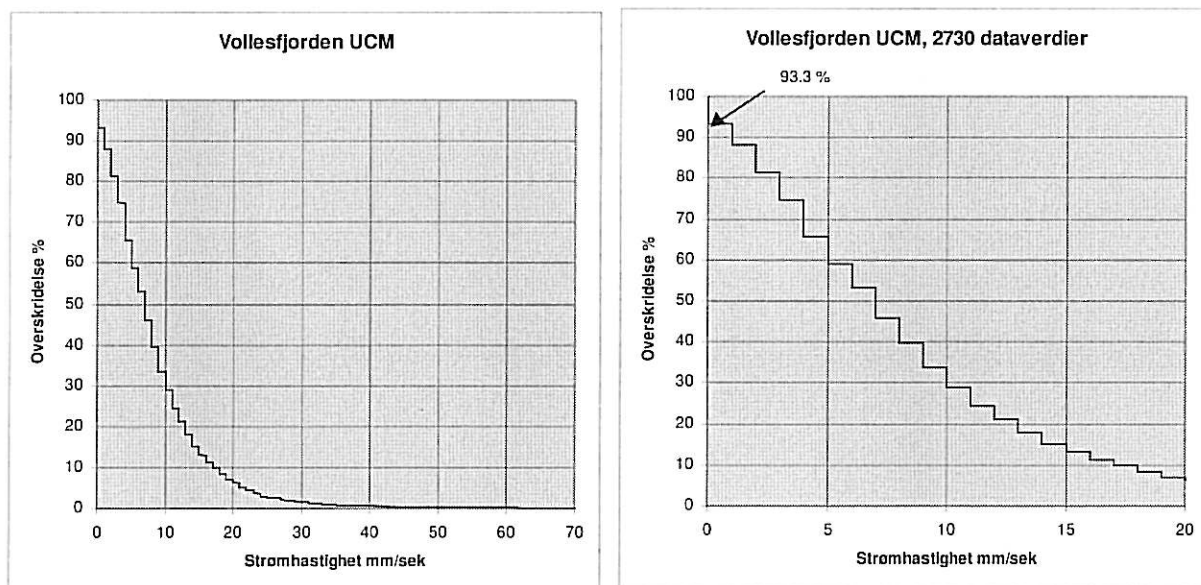 Vollesfjorden UCM
Overskridelse %
100
90
80
70
60
50
40
30
20
10
0
0 10 20 30 40 50 60 70
Strømhastighet mm/sek
Vollesfjorden UCM, 2730 dataverdier
93.3 %
Overskridelse %
100
90
80
70
60
50
40
30
20
10
0
0 5 10 15 20
Strømhastighet mm/sek